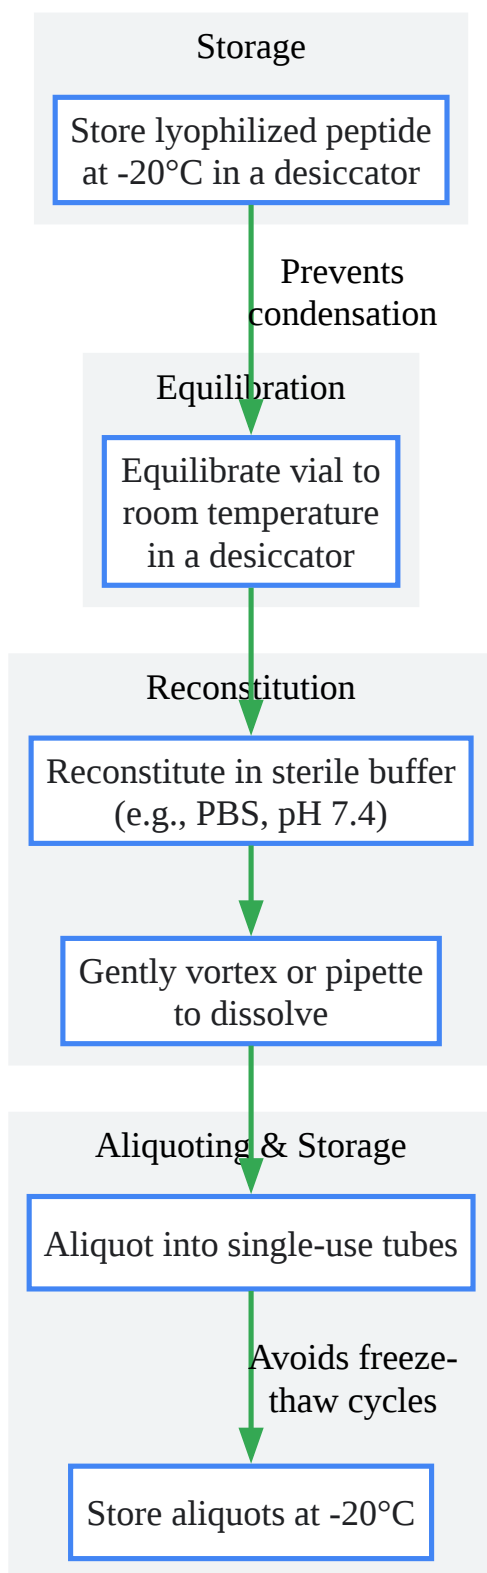 Storage
Store lyophilized peptide
at -20°C in a desiccator
Prevents
condensation
Equilibration
Equilibrate vial to
room temperature
in a desiccator
Reconstitution
Reconstitute in sterile buffer
(e.g., PBS, pH 7.4)
Gently vortex or pipette
to dissolve
Aliquoting & Storage
Aliquot into single-use tubes
Avoids freeze-
thaw cycles
Store aliquots at -20°C